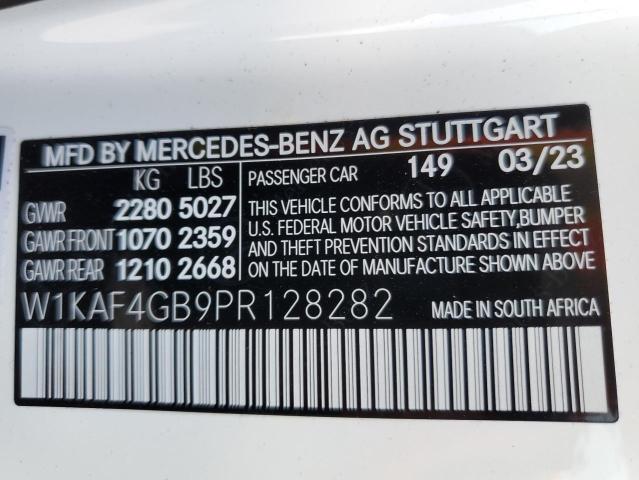 MFD BY MERCEDES-BENZ AG STUTTGART
KG LBS
GVWR 2280 5027
GAWR FRONT 1070 2359
GAWR REAR 1210 2668
PASSENGER CAR 149 03/23
THIS VEHICLE CONFORMS TO ALL APPLICABLE
U.S. FEDERAL MOTOR VEHICLE SAFETY,BUMPER
AND THEFT PREVENTION STANDARDS IN EFFECT
ON THE DATE OF MANUFACTURE
W1KAF4GB9PR128282
MADE IN SOUTH AFRICA